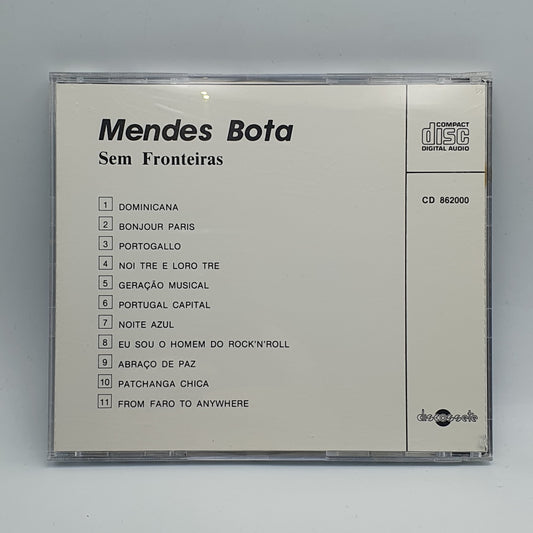 Mendes Bota
Sem Fronteiras
COMPACT
disc
DIGITAL AUDIO
CD 862000
1 DOMINICANA
2 BONJOUR PARIS
3 PORTOGALLO
4 NOI TRE E LORO TRE
5 GERAÇÃO MUSICAL
6 PORTUGAL CAPITAL
7 NOITE AZUL
8 EU SOU O HOMEM DO ROCK'N'ROLL
9 ABRAÇO DE PAZ
10 PATCHANGA CHICA
11 FROM FARO TO ANYWHERE
discossete